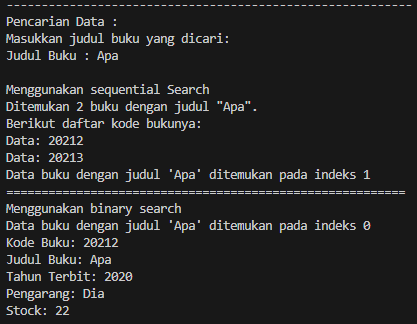 ----------------------------------------------------------
Pencarian Data :
Masukkan judul buku yang dicari:
Judul Buku : Apa
Menggunakan sequential Search
Ditemukan 2 buku dengan judul "Apa".
Berikut daftar kode bukunya:
Data: 20212
Data: 20213
Data buku dengan judul 'Apa' ditemukan pada indeks 1
=========================================================
Menggunakan binary search
Data buku dengan judul 'Apa' ditemukan pada indeks 0
Kode Buku: 20212
Judul Buku: Apa
Tahun Terbit: 2020
Pengarang: Dia
Stock: 22